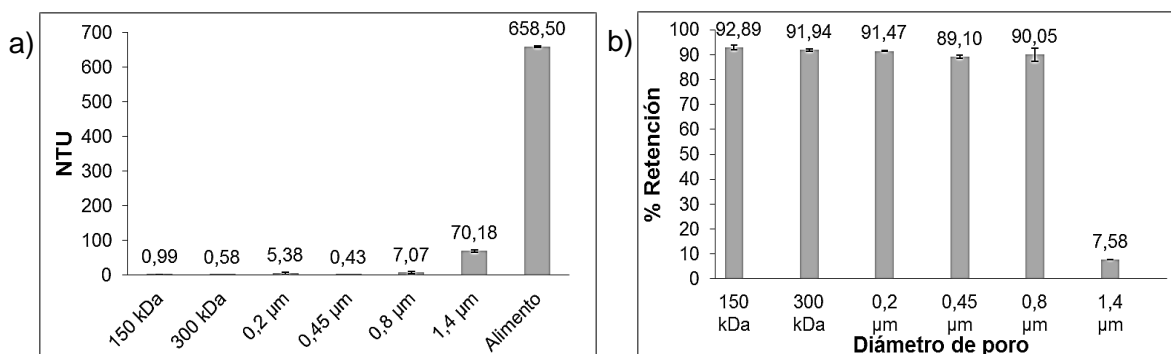 a)
NTU
700
600
500
400
300
200
100
0
0,99
0,58
5,38
0,43
7,07
70,18
658,50
150 kDa
300 kDa
0,2 µm
0,45 µm
0,8 µm
1,4 µm
Alimento
b)
% Retención
100
90
80
70
60
50
40
30
20
10
0
92,89
91,94
91,47
89,10
90,05
7,58
150 kDa
300 kDa
0,2 µm
0,45 µm
0,8 µm
1,4 µm
Diámetro de poro